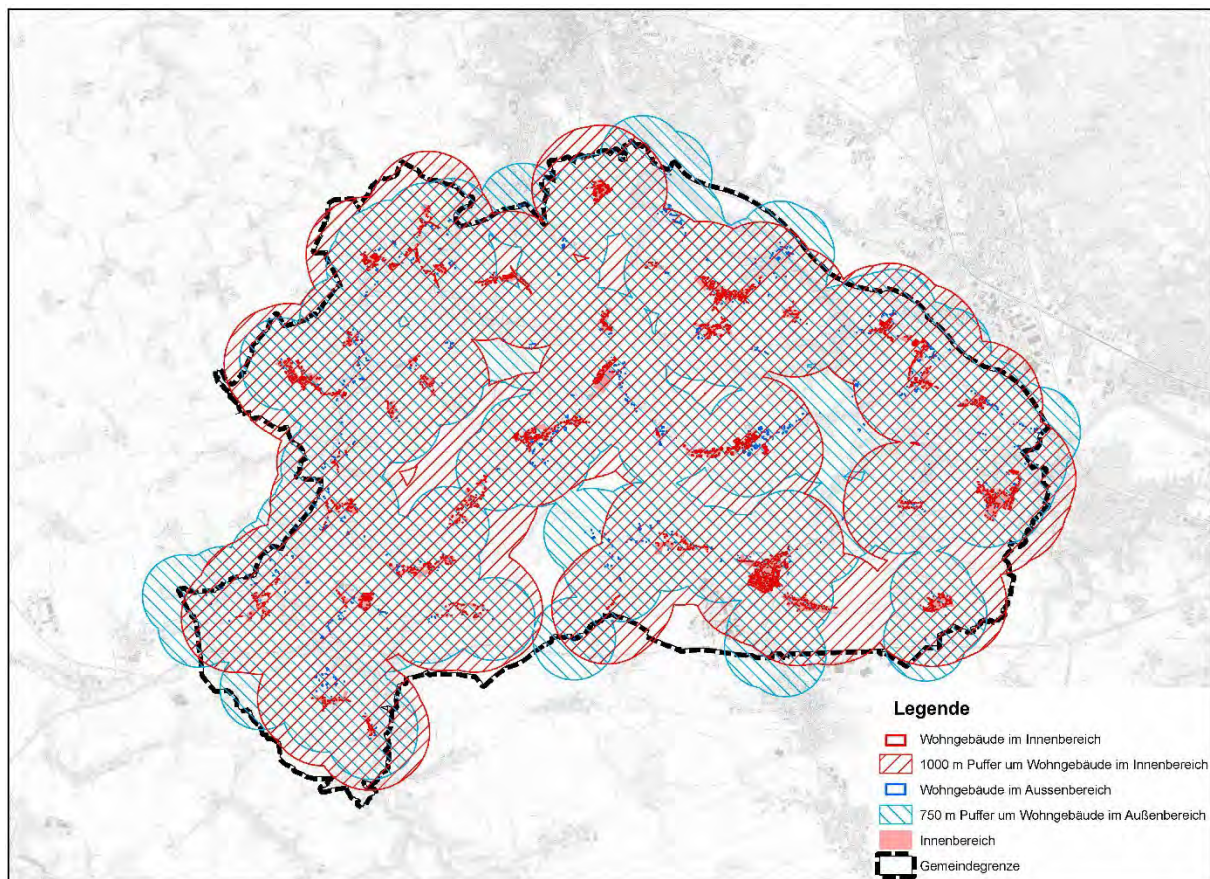 Legende
Wohngebäude im Innenbereich
1000 m Puffer um Wohngebäude im Innenbereich
Wohngebäude im Aussenbereich
750 m Puffer um Wohngebäude im Außenbereich
Innenbereich
Gemeindegrenze